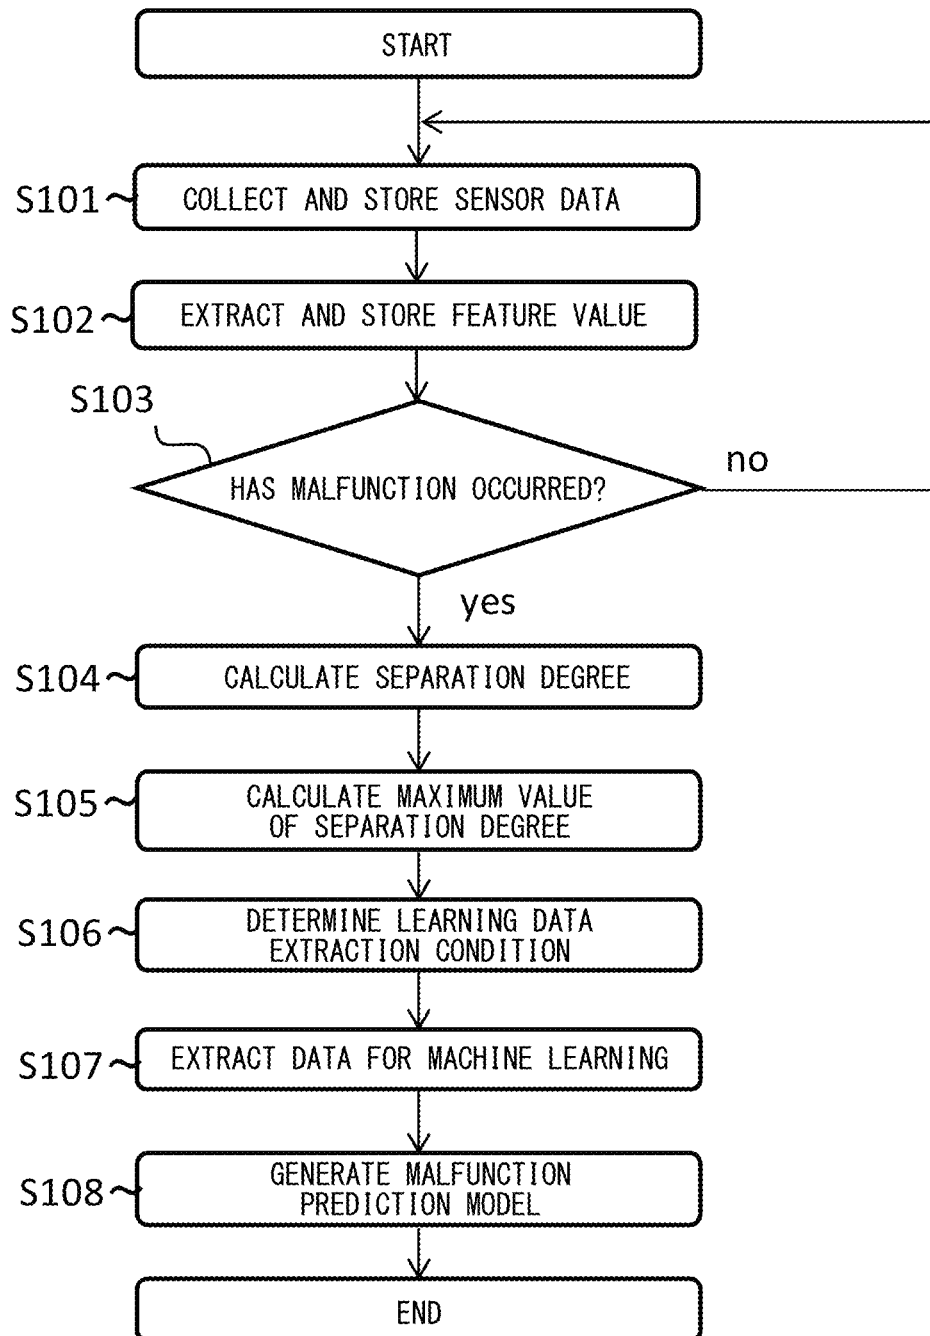 START
S101
COLLECT AND STORE SENSOR DATA
S102
EXTRACT AND STORE FEATURE VALUE
S103
HAS MALFUNCTION OCCURRED?
no
yes
S104
CALCULATE SEPARATION DEGREE
S105
CALCULATE MAXIMUM VALUE
OF SEPARATION DEGREE
S106
DETERMINE LEARNING DATA
EXTRACTION CONDITION
S107
EXTRACT DATA FOR MACHINE LEARNING
S108
GENERATE MALFUNCTION
PREDICTION MODEL
END